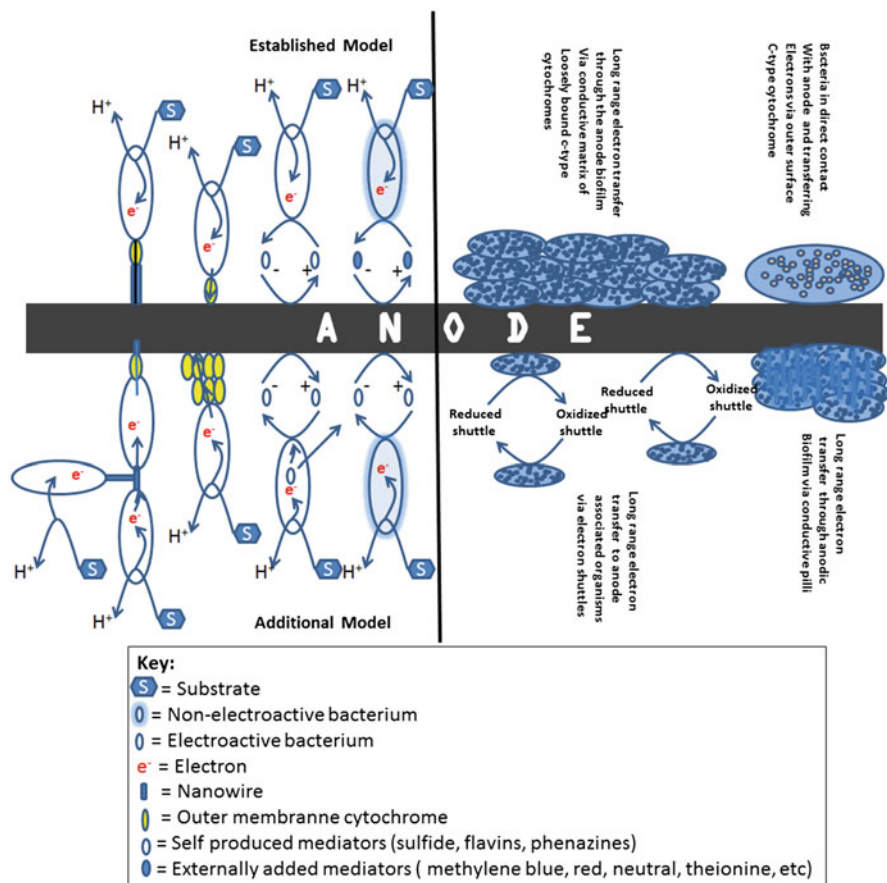 Established Model
H+
S
e-
H+
S
e-
H+
S
e-
- +
H+
S
e-
- +
Long range electron transfer
through the anode biofilm
Via conductive matrix of
Loosely bound c-type
cytochromes
Bscteria in direct contact
With anode and transferring
Electrons via outer surface
C-type cytochrome
A N O D E
e-
e-
e-
H+
S
H+
S
e-
H+
S
- +
e-
H+
S
- +
e-
H+
S
Additional Model
Reduced
shuttle
Oxidized
shuttle
Reduced
shuttle
Oxidized
shuttle
Long range electron
transfer to anode
associated organisms
via electron shuttles
Long range electron
transfer through anodic
Biofilm via conductive pilli
Key:
S = Substrate
= Non-electroactive bacterium
= Electroactive bacterium
e- = Electron
= Nanowire
= Outer membranne cytochrome
= Self produced mediators (sulfide, flavins, phenazines)
= Externally added mediators ( methylene blue, red, neutral, theionine, etc)